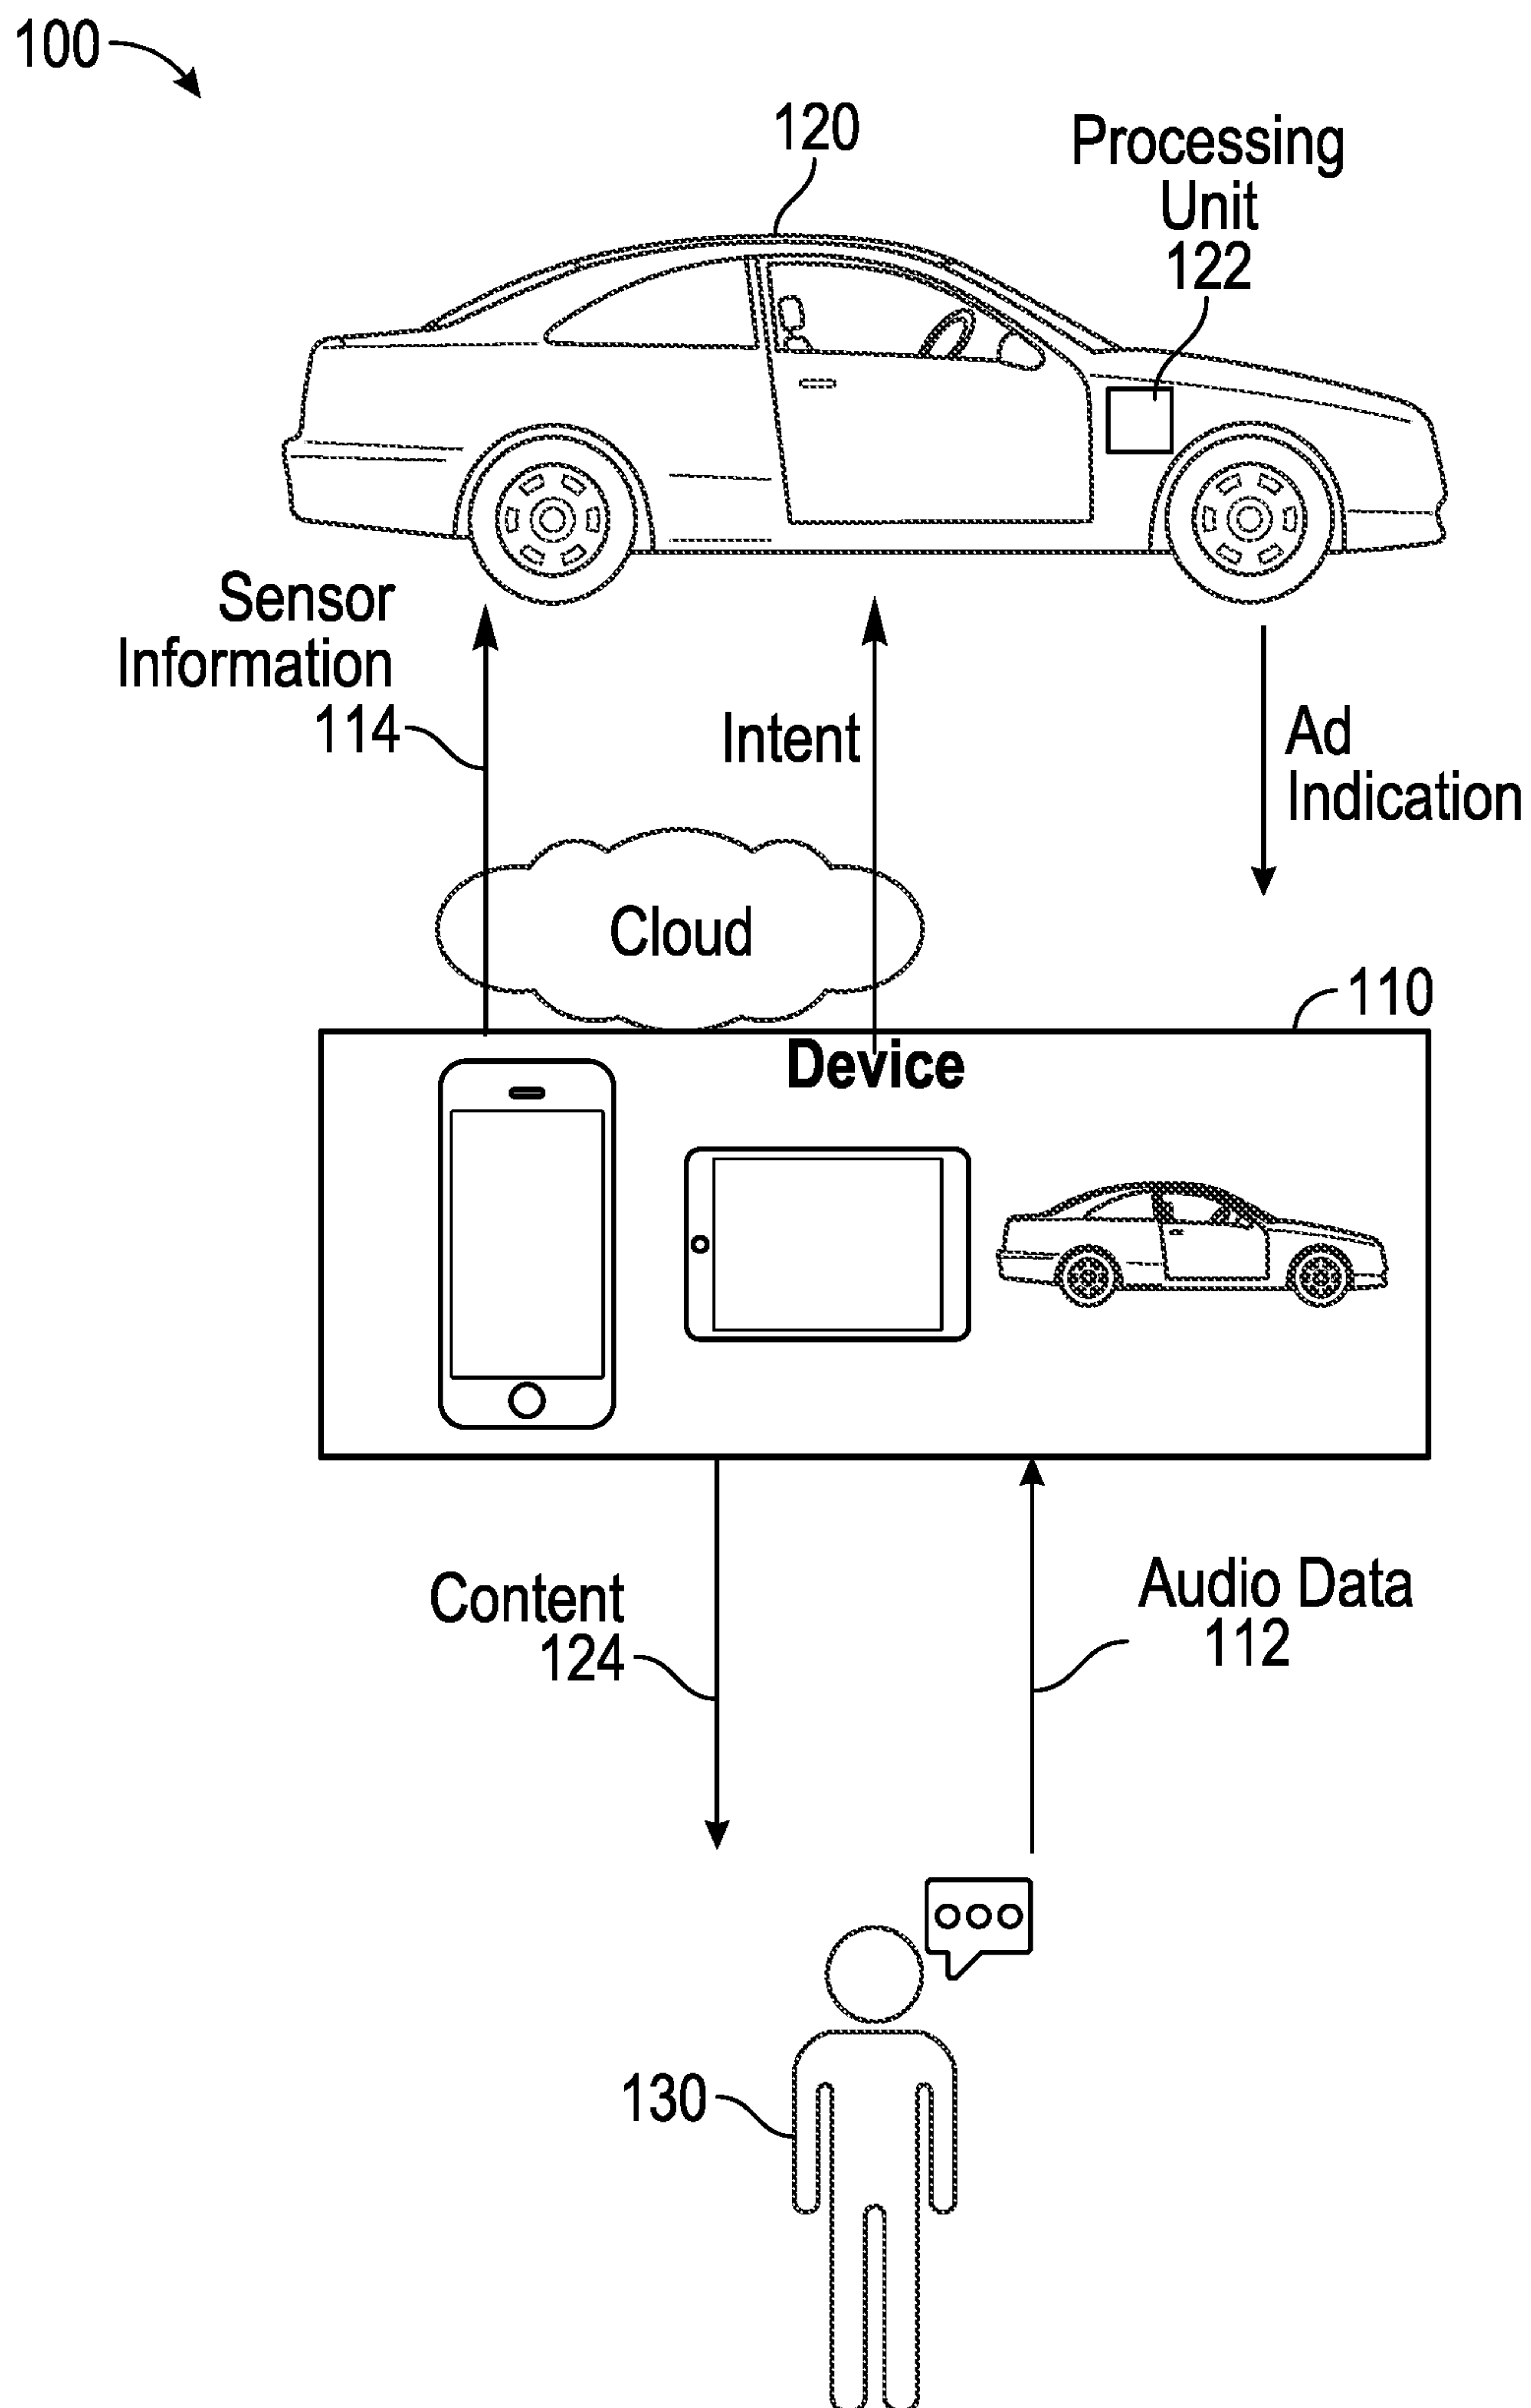 100
120
Processing
Unit
122
Sensor
Information
114
Intent
Ad
Indication
Cloud
110
Device
Content
124
Audio Data
112
130